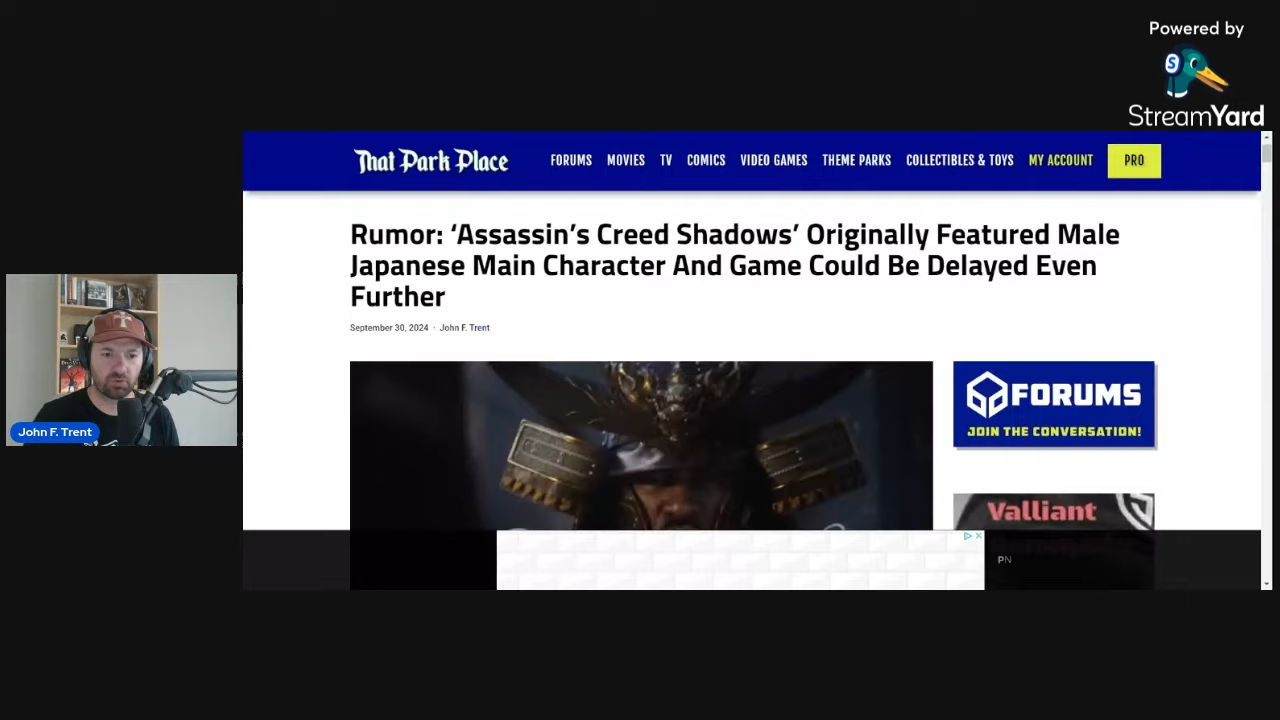 Powered by
StreamYard
That Park Place
FORUMS MOVIES TV COMICS VIDEO GAMES THEME PARKS COLLECTIBLES & TOYS MY ACCOUNT PRO
Rumor: ‘Assassin’s Creed Shadows’ Originally Featured Male
Japanese Main Character And Game Could Be Delayed Even
Further
September 30, 2024 · John F. Trent
FORUMS
JOIN THE CONVERSATION!
John F. Trent
Valliant
PN